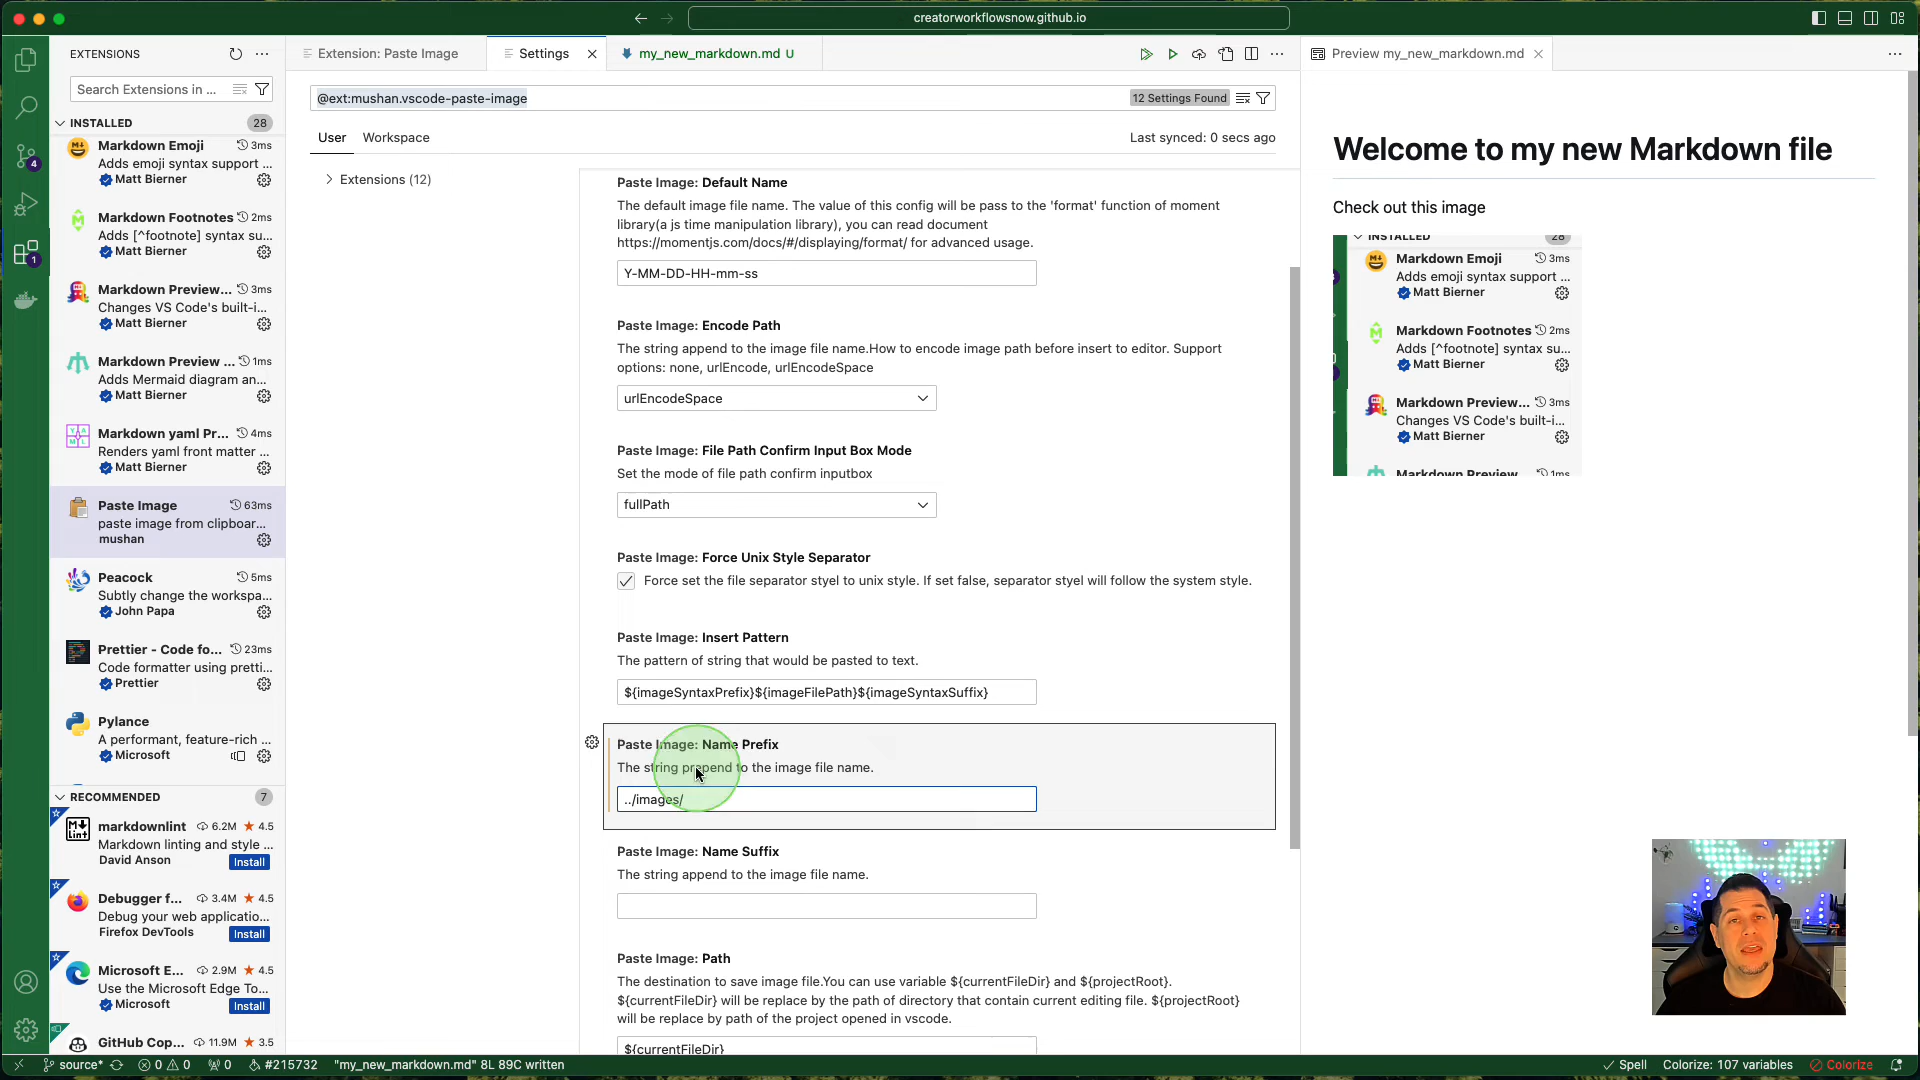 creatorworkflowsnow.github.io
EXTENSIONS
Search Extensions in ...
INSTALLED 28
Markdown Emoji 3ms
Adds emoji syntax support ...
Matt Bierner
Markdown Footnotes 2ms
Adds [^footnote] syntax su...
Matt Bierner
Markdown Preview... 3ms
Changes VS Code's built-i...
Matt Bierner
Markdown Preview ... 1ms
Adds Mermaid diagram an...
Matt Bierner
Markdown yaml Pr... 4ms
Renders yaml front matter ...
Matt Bierner
Paste Image 63ms
paste image from clipboar...
mushan
Peacock 5ms
Subtly change the workspa...
John Papa
Prettier - Code fo... 23ms
Code formatter using pretti...
Prettier
Pylance
A performant, feature-rich ...
Microsoft
RECOMMENDED 7
markdownlint 6.2M 4.5
Markdown linting and style ...
David Anson Install
Debugger f... 3.4M 4.5
Debug your web applicatio...
Firefox DevTools Install
Microsoft E... 2.9M 4.5
Use the Microsoft Edge To...
Microsoft Install
GitHub Cop... 11.9M 3.5
4
1
Extension: Paste Image
Settings
my_new_markdown.md U
@ext:mushan.vscode-paste-image 12 Settings Found
User Workspace Last synced: 0 secs ago
Extensions (12)
Paste Image: Default Name
The default image file name. The value of this config will be pass to the 'format' function of moment
library(a js time manipulation library), you can read document
https://momentjs.com/docs/#/displaying/format/ for advanced usage.
Y-MM-DD-HH-mm-ss
Paste Image: Encode Path
The string append to the image file name.How to encode image path before insert to editor. Support
options: none, urlEncode, urlEncodeSpace
urlEncodeSpace
Paste Image: File Path Confirm Input Box Mode
Set the mode of file path confirm inputbox
fullPath
Paste Image: Force Unix Style Separator
Force set the file separator styel to unix style. If set false, separator styel will follow the system style.
Paste Image: Insert Pattern
The pattern of string that would be pasted to text.
${imageSyntaxPrefix}${imageFilePath}${imageSyntaxSuffix}
Paste Image: Name Prefix
The string prepend to the image file name.
../images/
Paste Image: Name Suffix
The string append to the image file name.
Paste Image: Path
The destination to save image file.You can use variable ${currentFileDir} and ${projectRoot}.
${currentFileDir} will be replace by the path of directory that contain current editing file. ${projectRoot}
will be replace by path of the project opened in vscode.
${currentFileDir}
Preview my_new_markdown.md
Welcome to my new Markdown file
Check out this image
INSTALLED 28
Markdown Emoji 3ms
Adds emoji syntax support ...
Matt Bierner
Markdown Footnotes 2ms
Adds [^footnote] syntax su...
Matt Bierner
Markdown Preview... 3ms
Changes VS Code's built-i...
Matt Bierner
Markdown Preview 1ms
source* 0 0 0 #215732 "my_new_markdown.md" 8L 89C written
Spell Colorize: 107 variables Colorize